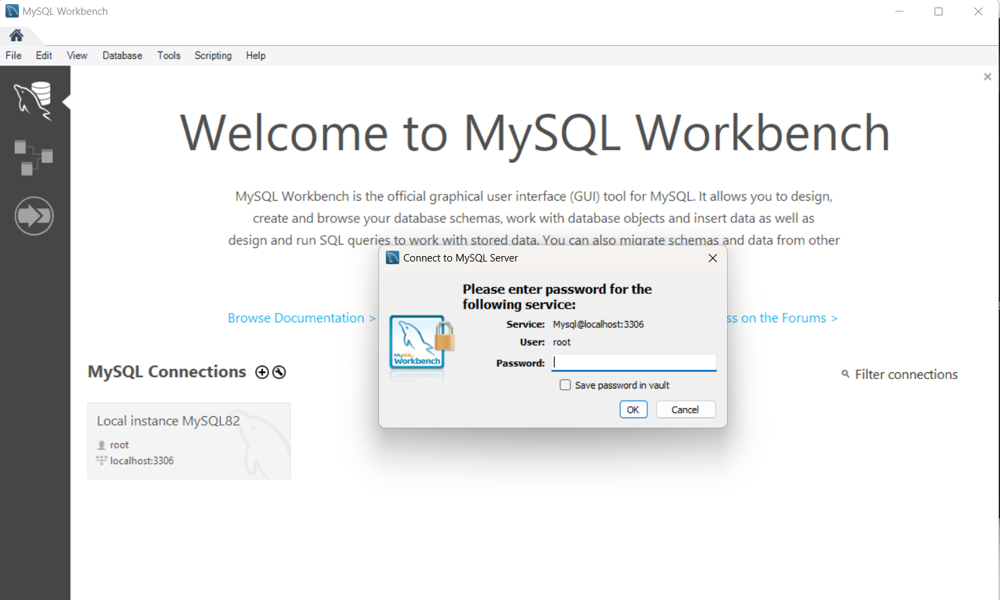 MySQL Workbench
File Edit View Database Tools Scripting Help
Welcome to MySQL Workbench
MySQL Workbench is the official graphical user interface (GUI) tool for MySQL. It allows you to design,
create and browse your database schemas, work with database objects and insert data as well as
design and run SQL queries to work with stored data. You can also migrate schemas and data from other
Browse Documentation >
ss on the Forums >
Connect to MySQL Server
Please enter password for the
following service:
Service: Mysql@localhost:3306
User: root
Password:
Save password in vault
OK Cancel
MySQL
Workbench
MySQL Connections
Filter connections
Local instance MySQL82
root
localhost:3306